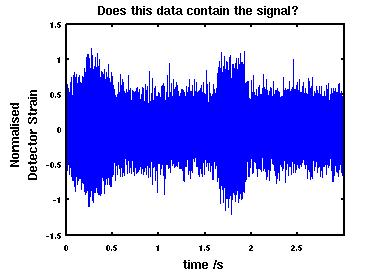 Does this data contain the signal?
1.5
1
0.5
0
-0.5
-1
-1.5
Normalised
Detector Strain
0 0.5 1 1.5 2 2.5
time /s